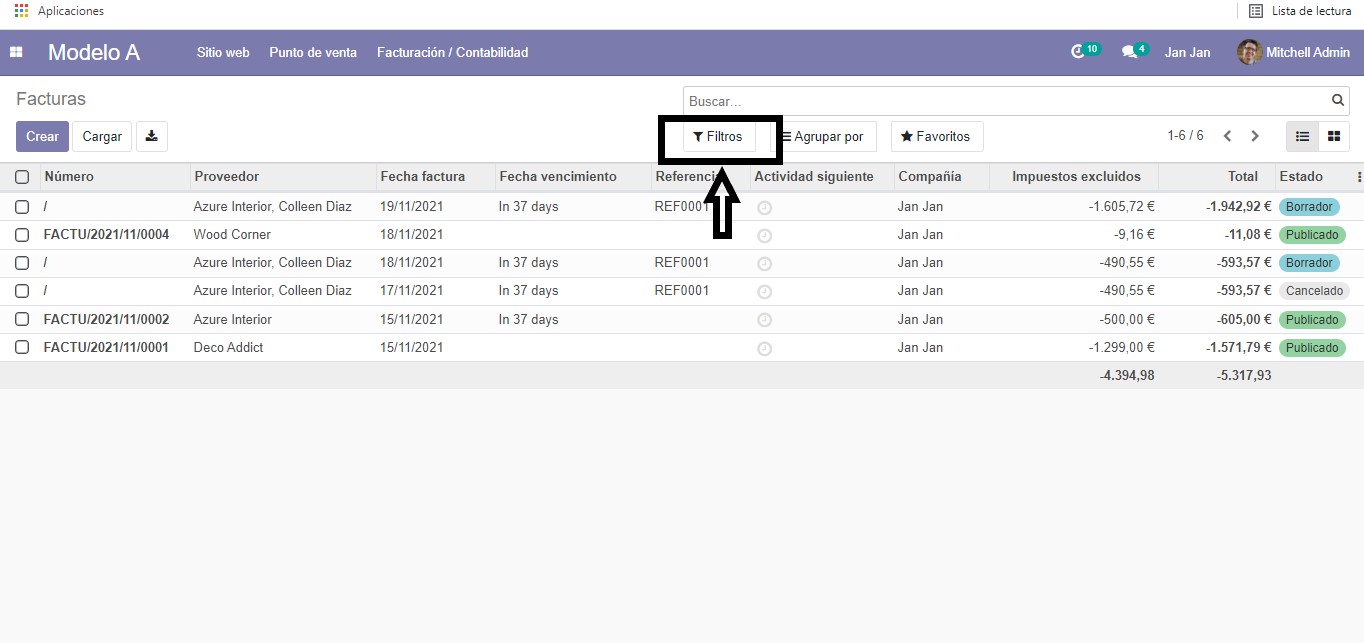 Aplicaciones Lista de lectura
Modelo A Sitio web Punto de venta Facturación / Contabilidad 10 4 Jan Jan Mitchell Admin
Facturas Buscar...
Crear Cargar Filtros Agrupar por Favoritos 1-6 / 6
Número Proveedor Fecha factura Fecha vencimiento Referencia Actividad siguiente Compañía Impuestos excluidos Total Estado
/ Azure Interior, Colleen Diaz 19/11/2021 In 37 days REF0001 Jan Jan -1.605,72 € -1.942,92 € Borrador
FACTU/2021/11/0004 Wood Corner 18/11/2021 Jan Jan -9,16 € -11,08 € Publicado
/ Azure Interior, Colleen Diaz 18/11/2021 In 37 days REF0001 Jan Jan -490,55 € -593,57 € Borrador
/ Azure Interior, Colleen Diaz 17/11/2021 In 37 days REF0001 Jan Jan -490,55 € -593,57 € Cancelado
FACTU/2021/11/0002 Azure Interior 15/11/2021 In 37 days Jan Jan -500,00 € -605,00 € Publicado
FACTU/2021/11/0001 Deco Addict 15/11/2021 Jan Jan -1.299,00 € -1.571,79 € Publicado
-4.394,98 -5.317,93